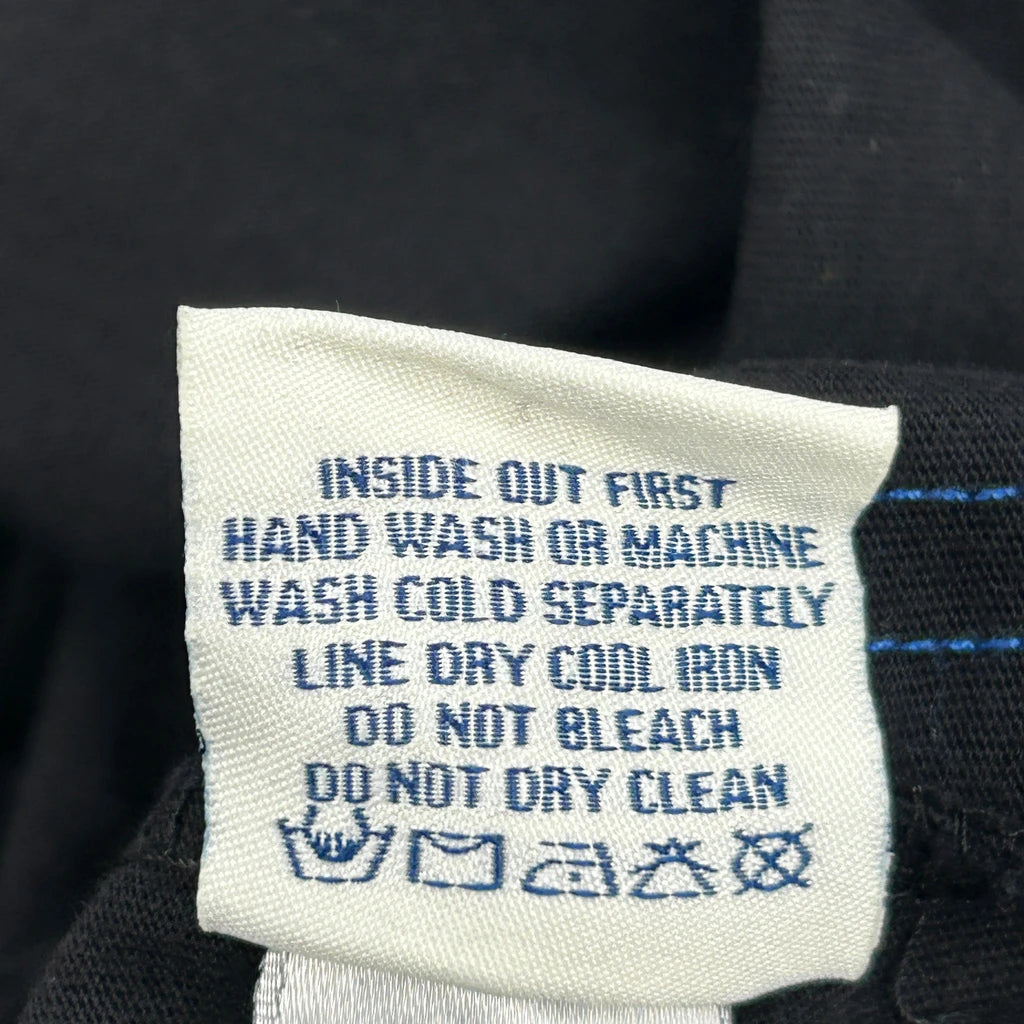 INSIDE OUT FIRST
HAND WASH OR MACHINE
WASH COLD SEPARATELY
LINE DRY COOL IRON
DO NOT BLEACH
DO NOT DRY CLEAN